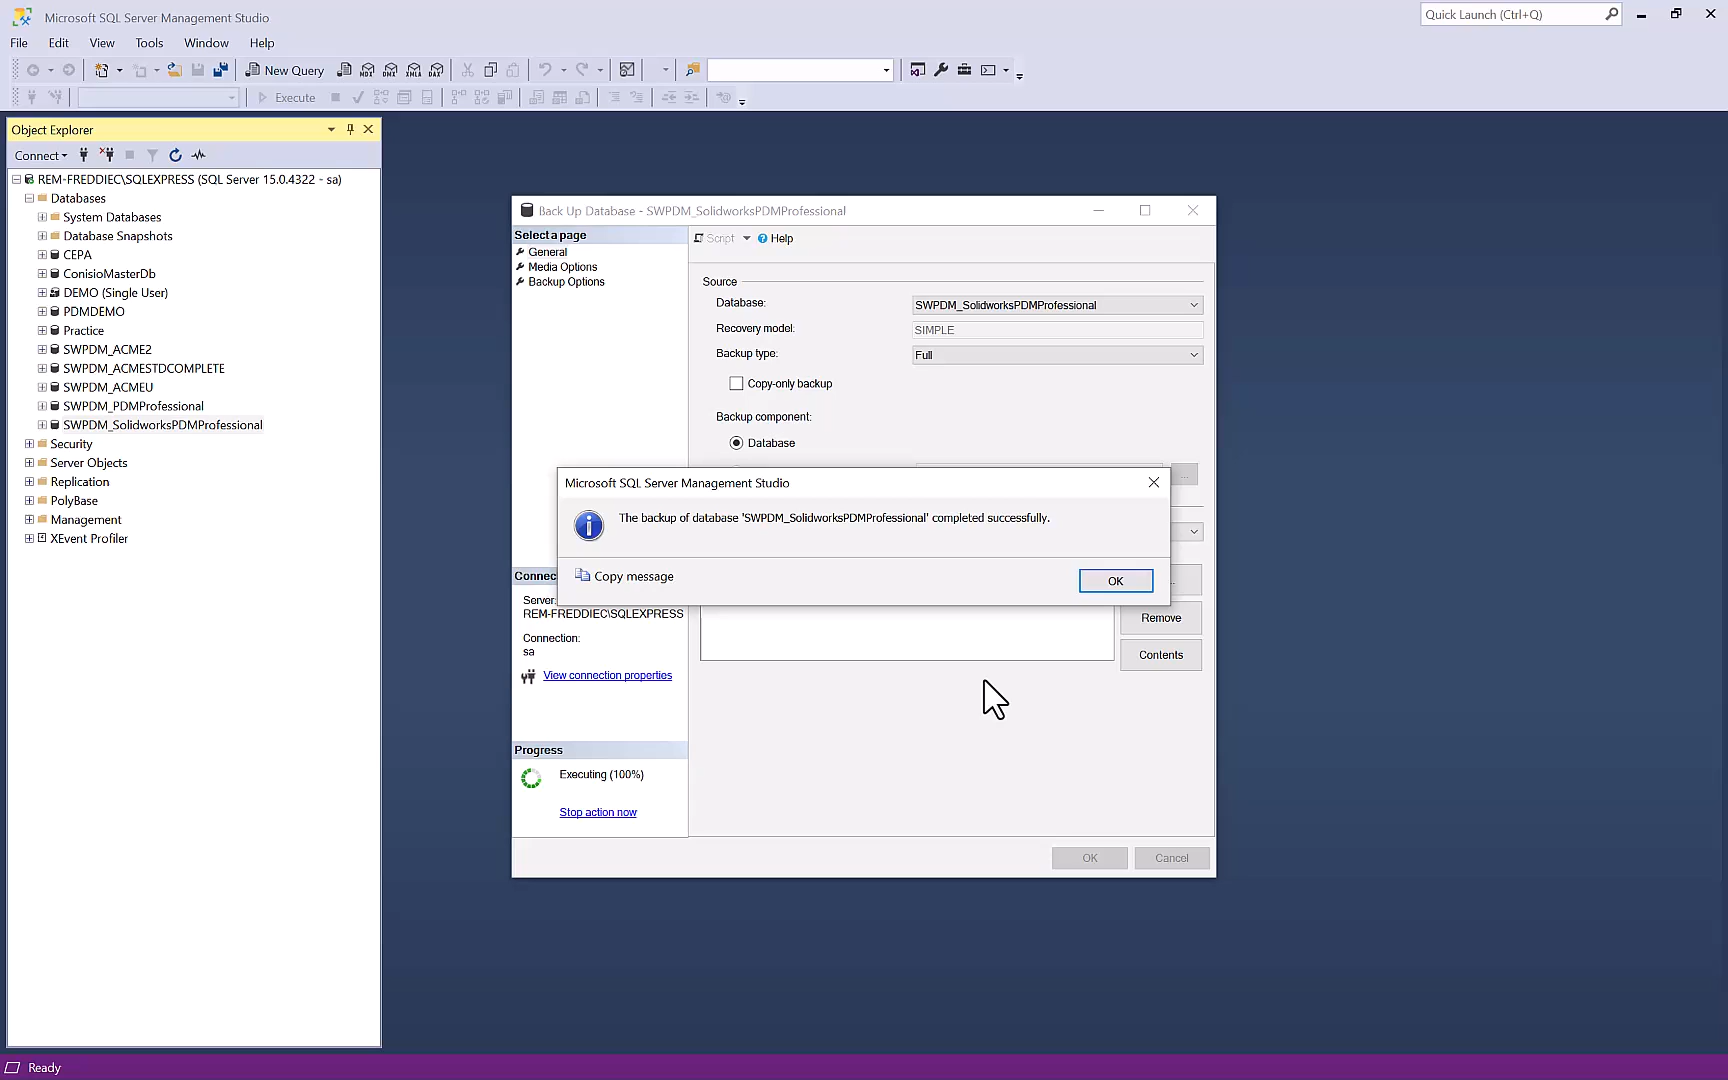 Microsoft SQL Server Management Studio
Quick Launch (Ctrl+Q)
File Edit View Tools Window Help
New Query
MDX DMX XMLA DAX
Execute
Object Explorer
Connect
REM-FREDDIEC\SQLEXPRESS (SQL Server 15.0.4322 - sa)
Databases
System Databases
Database Snapshots
CEPA
ConisioMasterDb
DEMO (Single User)
PDMDEMO
Practice
SWPDM_ACME2
SWPDM_ACMESTDCOMPLETE
SWPDM_ACMEU
SWPDM_PDMProfessional
SWPDM_SolidworksPDMProfessional
Security
Server Objects
Replication
PolyBase
Management
XEvent Profiler
Back Up Database - SWPDM_SolidworksPDMProfessional
Select a page
General
Media Options
Backup Options
Script Help
Source
Database: SWPDM_SolidworksPDMProfessional
Recovery model: SIMPLE
Backup type: Full
Copy-only backup
Backup component:
Database
...
Microsoft SQL Server Management Studio
The backup of database 'SWPDM_SolidworksPDMProfessional' completed successfully.
Copy message
OK
Connec
Server:
REM-FREDDIEC\SQLEXPRESS
Connection:
sa
View connection properties
Remove
Contents
Progress
Executing (100%)
Stop action now
OK Cancel
Ready